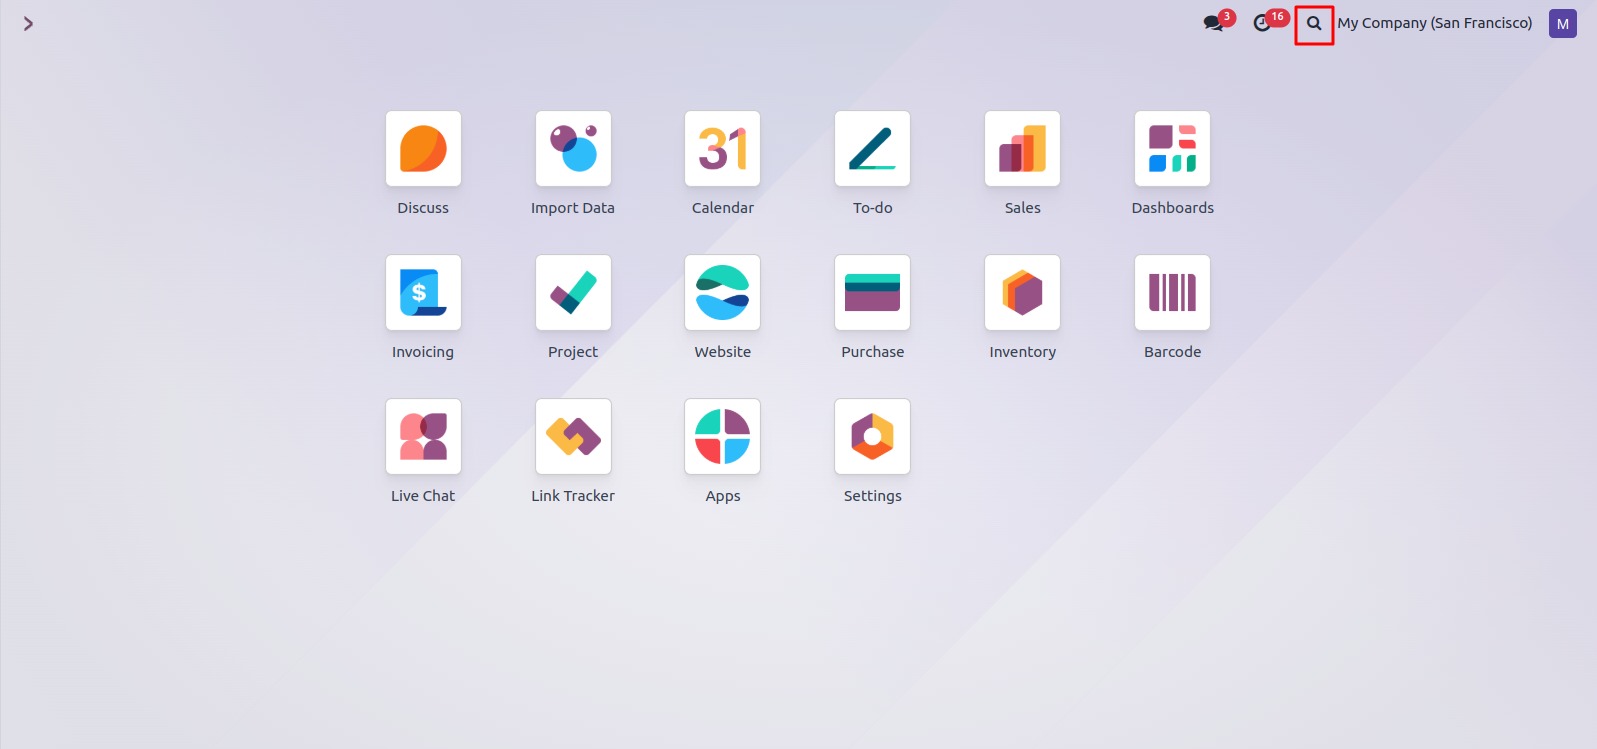 3 16 My Company (San Francisco) M
31
Discuss Import Data Calendar To-do Sales Dashboards
$
Invoicing Project Website Purchase Inventory Barcode
Live Chat Link Tracker Apps Settings